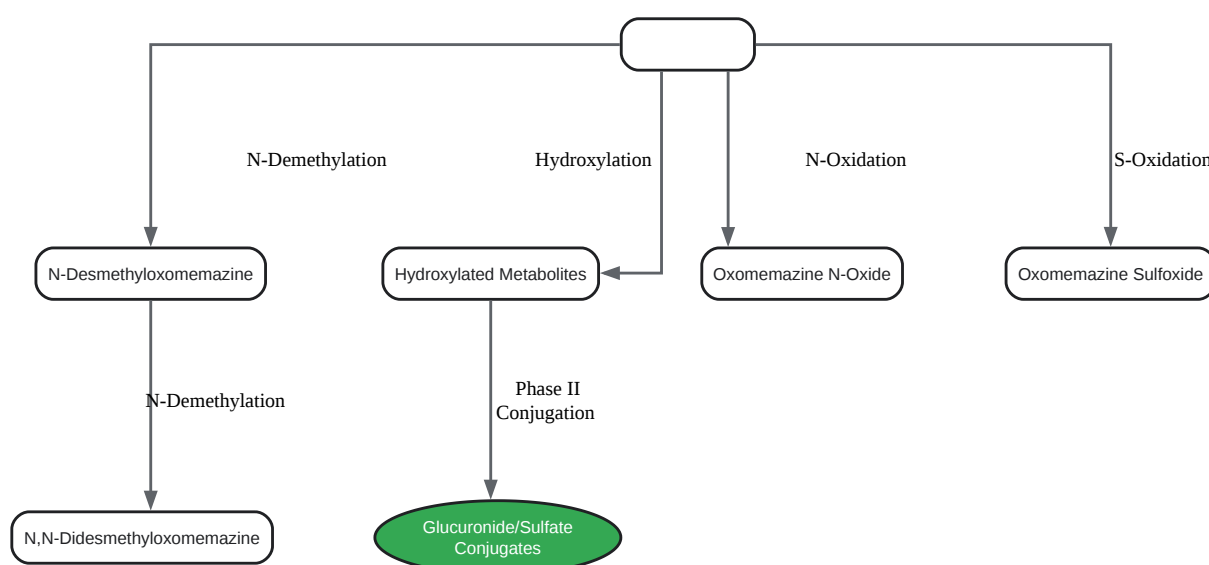 N-Demethylation
Hydroxylation
N-Oxidation
S-Oxidation
N-Desmethyloxomemazine
Hydroxylated Metabolites
Oxomemazine N-Oxide
Oxomemazine Sulfoxide
N-Demethylation
Phase II
Conjugation
N,N-Didesmethyloxomemazine
Glucuronide/Sulfate
Conjugates